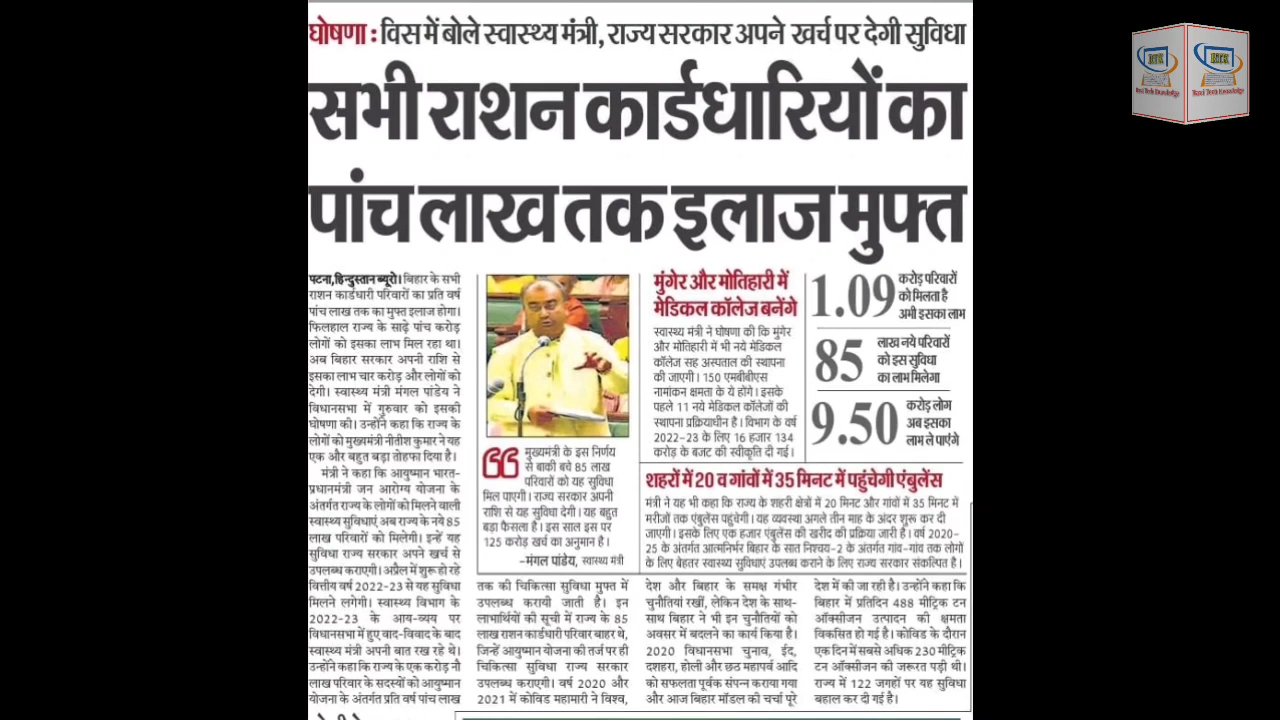 घोषणा : विस में बोले स्वास्थ्य मंत्री, राज्य सरकार अपने खर्च पर देगी सुविधा
सभी राशन कार्डधारियों का
पांच लाख तक इलाज मुफ्त
पटना, हिन्दुस्तान ब्यूरो। बिहार के सभी
राशन कार्डधारी परिवारों का प्रति वर्ष
पांच लाख तक का मुफ्त इलाज होगा।
फिलहाल राज्य के साढ़े पांच करोड़
लोगों को इसका लाभ मिल रहा था।
अब बिहार सरकार अपनी राशि से
इसका लाभ चार करोड़ और लोगों को
देगी। स्वास्थ्य मंत्री मंगल पांडेय ने
विधानसभा में गुरुवार को इसकी
घोषणा की। उन्होंने कहा कि राज्य के
लोगों को मुख्यमंत्री नीतीश कुमार ने यह
एक और बहुत बड़ा तोहफा दिया है।
मंत्री ने कहा कि आयुष्मान भारत-
प्रधानमंत्री जन आरोग्य योजना के
अंतर्गत राज्य के लोगों को मिलने वाली
स्वास्थ्य सुविधाएं अब राज्य के नये 85
लाख परिवारों को मिलेगी। इन्हें यह
सुविधा राज्य सरकार अपने खर्च से
उपलब्ध कराएगी। अप्रैल में शुरू हो रहे
वित्तीय वर्ष 2022-23 से यह सुविधा
मिलने लगेगी। स्वास्थ्य विभाग के
2022-23 के आय-व्यय पर
विधानसभा में हुए वाद-विवाद के बाद
स्वास्थ्य मंत्री अपनी बात रख रहे थे।
उन्होंने कहा कि राज्य के एक करोड़ नौ
लाख परिवार के सदस्यों को आयुष्मान
योजना के अंतर्गत प्रति वर्ष पांच लाख
मुख्यमंत्री के इस निर्णय
से बाकी बचे 85 लाख
परिवारों को यह सुविधा
मिल पाएगी। राज्य सरकार अपनी
राशि से यह सुविधा देगी। यह बहुत
बड़ा फैसला है। इस साल इस पर
125 करोड़ खर्च का अनुमान है।
-मंगल पांडेय, स्वास्थ्य मंत्री
मुंगेर और मोतिहारी में
मेडिकल कॉलेज बनेंगे
स्वास्थ्य मंत्री ने घोषणा की कि मुंगेर
और मोतिहारी में भी नये मेडिकल
कॉलेज सह अस्पताल की स्थापना
की जाएगी। 150 एमबीबीएस
नामांकन क्षमता के ये होंगे। इसके
पहले 11 नये मेडिकल कॉलेजों की
स्थापना प्रक्रियाधीन है। विभाग के वर्ष
2022-23 के लिए 16 हजार 134
करोड़ के बजट की स्वीकृति दी गई।
1.09 करोड़ परिवारों
को मिलता है
अभी इसका लाभ
85 लाख नये परिवारों
को इस सुविधा
का लाभ मिलेगा
9.50 करोड़ लोग
अब इसका
लाभ ले पाएंगे
शहरों में 20 व गांवों में 35 मिनट में पहुंचेगी एंबुलेंस
मंत्री ने यह भी कहा कि राज्य के शहरी क्षेत्रों में 20 मिनट और गांवों में 35 मिनट में
मरीजों तक एंबुलेंस पहुंचेगी। यह व्यवस्था अगले तीन माह के अंदर शुरू कर दी
जाएगी। इसके लिए एक हजार एंबुलेंस की खरीद की प्रक्रिया जारी है। वर्ष 2020-
25 के अंतर्गत आत्मनिर्भर बिहार के सात निश्चय-2 के अंतर्गत गांव-गांव तक लोगों
के लिए बेहतर स्वास्थ्य सुविधाएं उपलब्ध कराने के लिए राज्य सरकार संकल्पित है।
तक की चिकित्सा सुविधा मुफ्त में
उपलब्ध करायी जाती है। इन
लाभार्थियों की सूची में राज्य के 85
लाख राशन कार्डधारी परिवार बाहर थे,
जिन्हें आयुष्मान योजना की तर्ज पर ही
चिकित्सा सुविधा राज्य सरकार
उपलब्ध कराएगी। वर्ष 2020 और
2021 में कोविड महामारी ने विश्व,
देश और बिहार के समक्ष गंभीर
चुनौतियां रखीं, लेकिन देश के साथ-
साथ बिहार ने भी इन चुनौतियों को
अवसर में बदलने का कार्य किया है।
2020 विधानसभा चुनाव, ईद,
दशहरा, होली और छठ महापर्व आदि
को सफलता पूर्वक संपन्न कराया गया
और आज बिहार मॉडल की चर्चा पूरे
देश में की जा रही है। उन्होंने कहा कि
बिहार में प्रतिदिन 488 मीट्रिक टन
ऑक्सीजन उत्पादन की क्षमता
विकसित हो गई है। कोविड के दौरान
एक दिन में सबसे अधिक 230 मीट्रिक
टन ऑक्सीजन की जरूरत पड़ी थी।
राज्य में 122 जगहों पर यह सुविधा
बहाल कर दी गई है।
RTK
Real Tech Knowledge
RTK
Real Tech Knowledge